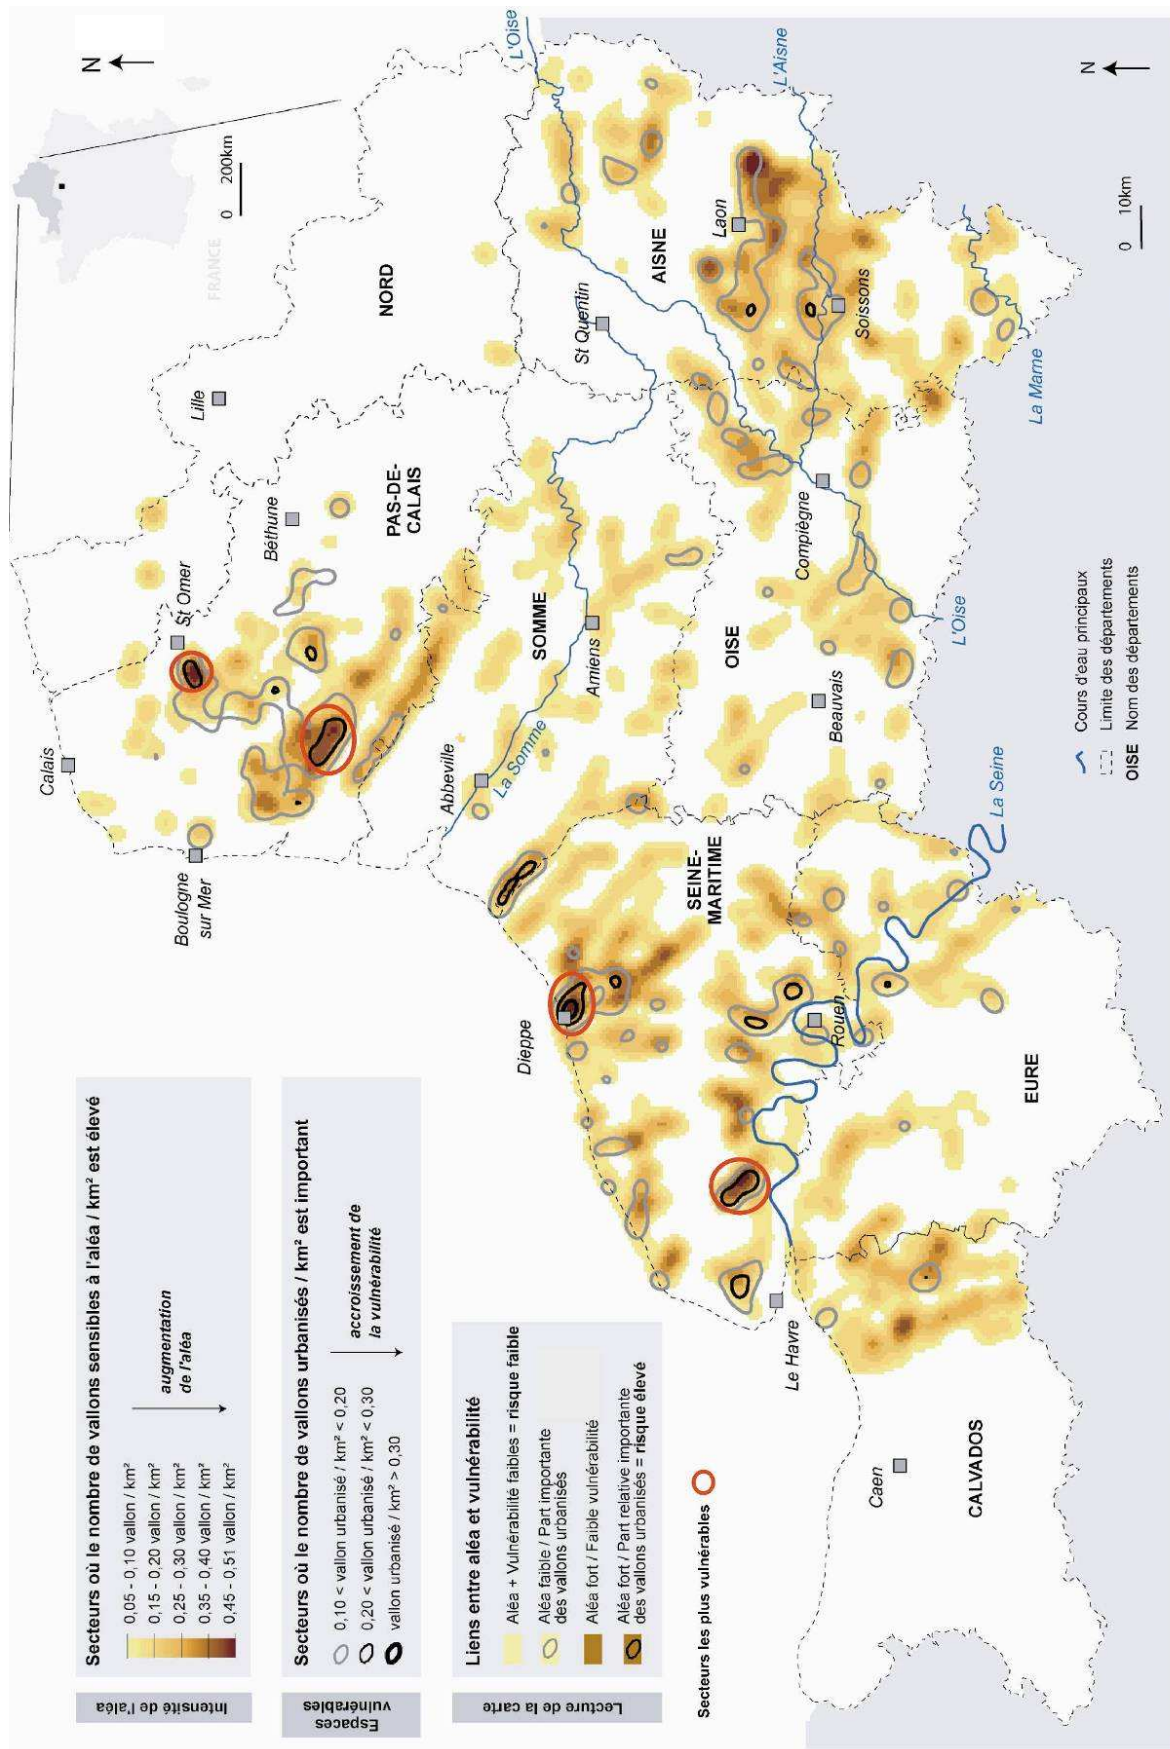 Intensité de l'aléa
Secteurs où le nombre de vallons sensibles à l'aléa / km² est élevé
0,05 - 0,10 vallon / km²
0,15 - 0,20 vallon / km²
0,25 - 0,30 vallon / km²
0,35 - 0,40 vallon / km²
0,45 - 0,51 vallon / km²
augmentation
de l'aléa
Espaces
vulnérables
Secteurs où le nombre de vallons urbanisés / km² est important
0,10 < vallon urbanisé / km² < 0,20
0,20 < vallon urbanisé / km² < 0,30
vallon urbanisé / km² > 0,30
accroissement de
la vulnérabilité
Lecture de la carte
Liens entre aléa et vulnérabilité
Aléa + Vulnérabilité faibles = risque faible
Aléa faible / Part importante
des vallons urbanisés
Aléa fort / Faible vulnérabilité
Aléa fort / Part relative importante
des vallons urbanisés = risque élevé
Secteurs les plus vulnérables
Calais
Boulogne
sur Mer
St Omer
Béthune
Lille
PAS-DE-
CALAIS
NORD
FRANCE
0 200km
N
L'Oise
Abbeville
La Somme
SOMME
Amiens
St Quentin
AISNE
Laon
L'Aisne
Soissons
La Marne
Dieppe
SEINE-
MARITIME
OISE
Beauvais
Compiègne
L'Oise
Rouen
La Seine
Le Havre
EURE
Caen
CALVADOS
Cours d'eau principaux
Limite des départements
OISE Nom des départements
0 10km
N